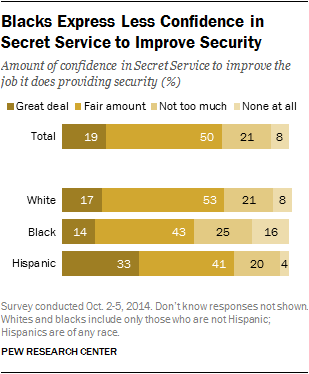 Blacks Express Less Confidence in
Secret Service to Improve Security
Amount of confidence in Secret Service to improve the
job it does providing security (%)
Great deal Fair amount Not too much None at all
Total 19 50 21 8
White 17 53 21 8
Black 14 43 25 16
Hispanic 33 41 20 4
Survey conducted Oct. 2-5, 2014. Don't know responses not shown.
Whites and blacks include only those who are not Hispanic;
Hispanics are of any race.
PEW RESEARCH CENTER